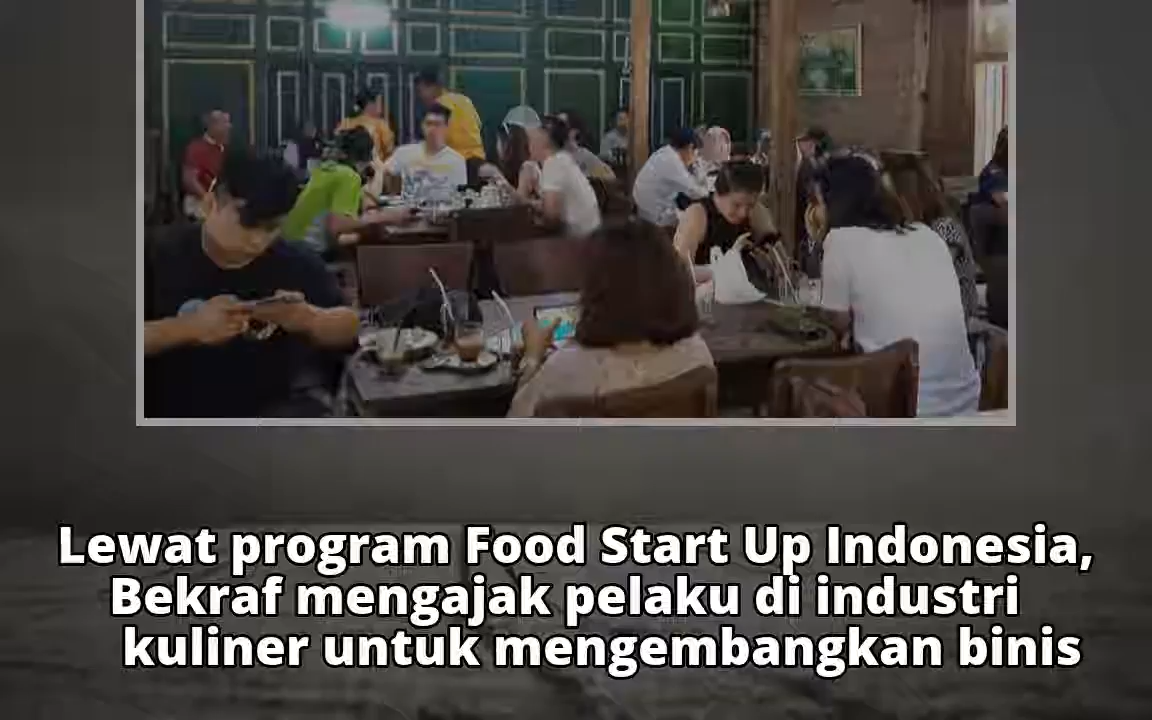 Lewat program Food Start Up Indonesia,
Bekraf mengajak pelaku di industri
kuliner untuk mengembangkan binis